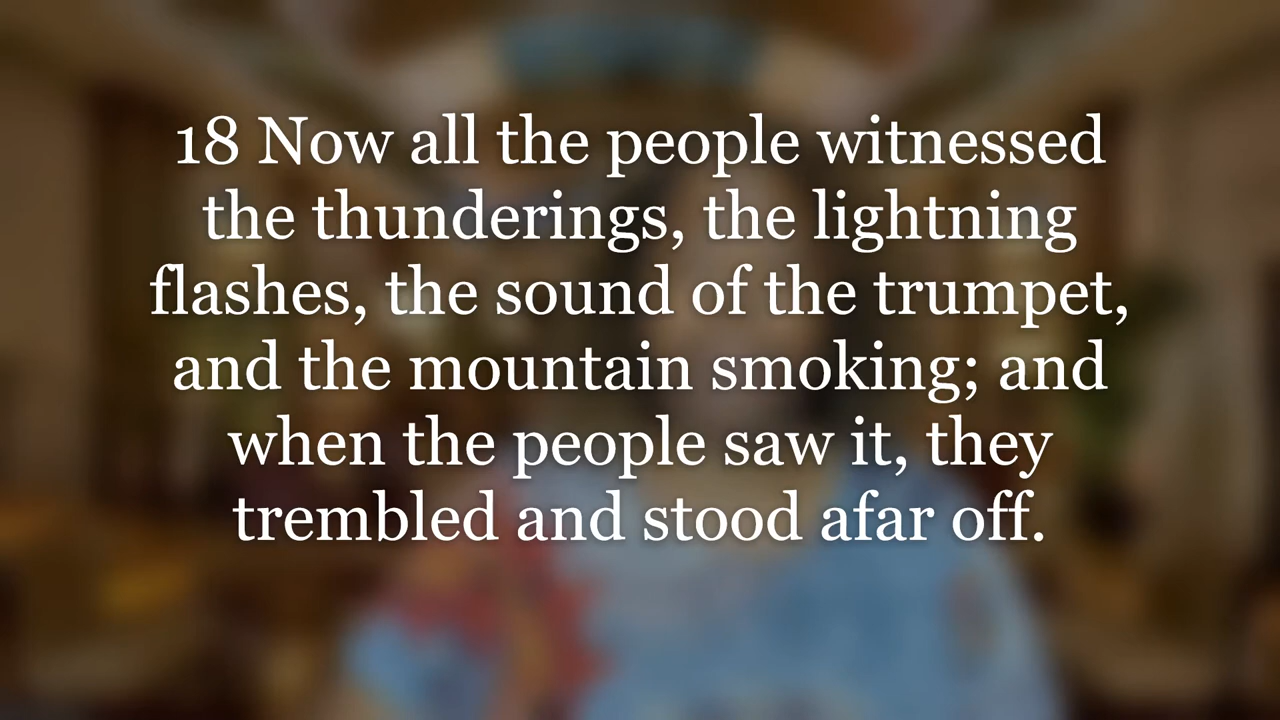 18 Now all the people witnessed
the thunderings, the lightning
flashes, the sound of the trumpet,
and the mountain smoking; and
when the people saw it, they
trembled and stood afar off.